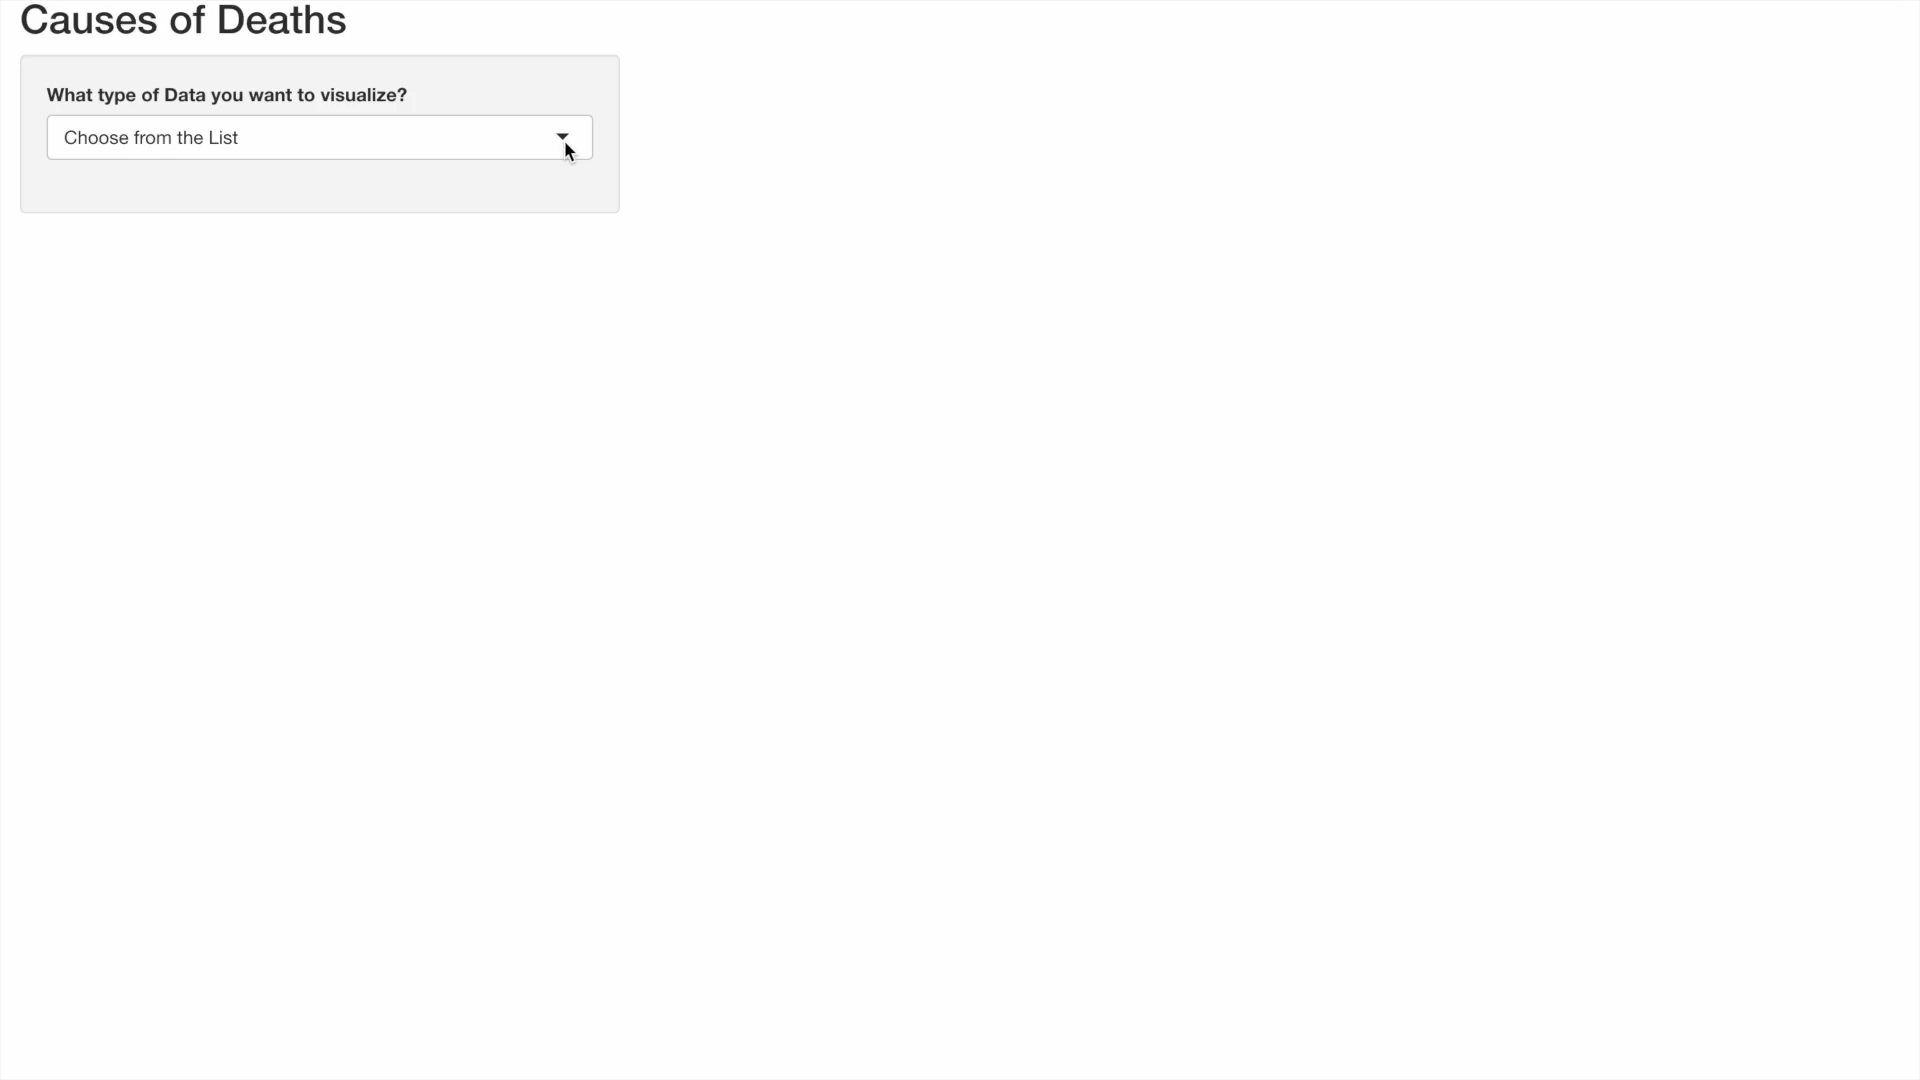 Causes of Deaths
What type of Data you want to visualize?
Choose from the List